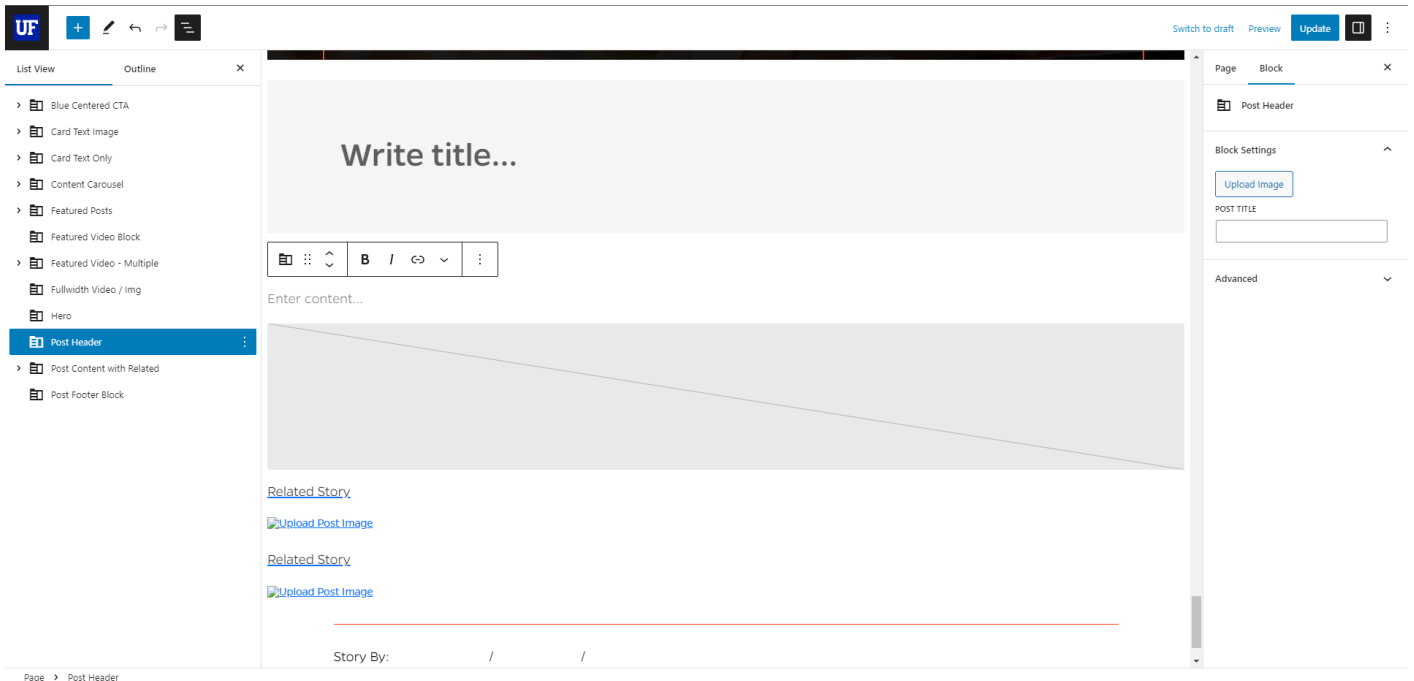 UF
Switch to draft
Preview
Update
List View
Outline
Blue Centered CTA
Card Text Image
Card Text Only
Content Carousel
Featured Posts
Featured Video Block
Featured Video - Multiple
Fullwidth Video / Img
Hero
Post Header
Post Content with Related
Post Footer Block
Write title...
B I
Enter content...
Related Story
Upload Post Image
Related Story
Upload Post Image
Story By: / /
Page
Block
Post Header
Block Settings
Upload Image
POST TITLE
Advanced
Page > Post Header